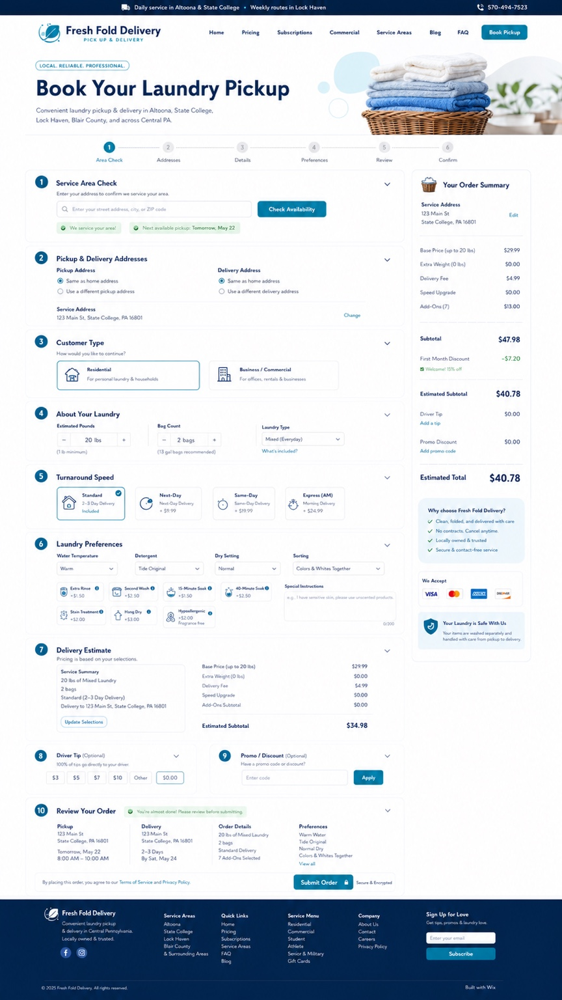 Daily service in Altoona & State College • Weekly routes in Lock Haven
570-494-7523
Fresh Fold Delivery
PICK UP & DELIVERY
Home
Pricing
Subscriptions
Commercial
Service Areas
Blog
FAQ
Book Pickup
LOCAL. RELIABLE. PROFESSIONAL.
Book Your Laundry Pickup
Convenient laundry pickup & delivery in Altoona, State College,
Lock Haven, Blair County, and across Central PA.
1
2
3
4
5
6
Area Check
Addresses
Details
Preferences
Review
Confirm
1
Service Area Check
Enter your address to confirm we service your area.
Enter your street address, city, or ZIP code
Check Availability
We service your area!
Next available pickup: Tomorrow, May 22
2
Pickup & Delivery Addresses
Pickup Address
Same as home address
Use a different pickup address
Delivery Address
Same as home address
Use a different delivery address
Service Address
123 Main St, State College, PA 16801
Change
3
Customer Type
How would you like to continue?
Residential
For personal laundry & households
Business / Commercial
For offices, rentals & businesses
4
About Your Laundry
Estimated Pounds
− 20 lbs +
(1 lb minimum)
Bag Count
− 2 bags +
(13 gal bags recommended)
Laundry Type
Mixed (Everyday)
What's included?
5
Turnaround Speed
Standard
2–3 Day Delivery
Included
Next-Day
Next-Day Delivery
+ $9.99
Same-Day
Same-Day Delivery
+ $19.99
Express (AM)
Morning Delivery
+ $24.99
6
Laundry Preferences
Water Temperature
Warm
Detergent
Tide Original
Dry Setting
Normal
Sorting
Colors & Whites Together
Extra Rinse
+$1.50
Second Wash
+$2.50
15-Minute Soak
+$1.50
40-Minute Soak
+$2.50
Stain Treatment
+$2.00
Hang Dry
+$3.00
Hypoallergenic
+$2.00
Fragrance free
Special Instructions
e.g., I have sensitive skin, please use unscented products.
0/200
7
Delivery Estimate
Pricing is based on your selections.
Service Summary
20 lbs of Mixed Laundry
2 bags
Standard (2–3 Day Delivery)
Delivery to 123 Main St, State College, PA 16801
Update Selections
Base Price (up to 20 lbs) $29.99
Extra Weight (0 lbs) $0.00
Delivery Fee $4.99
Speed Upgrade $0.00
Add-Ons Subtotal $0.00
Estimated Subtotal $34.98
8
Driver Tip (Optional)
100% of tips go directly to your driver.
$3
$5
$7
$10
Other
$0.00
9
Promo / Discount (Optional)
Have a promo code or discount?
Enter code
Apply
10
Review Your Order
You're almost done! Please review before submitting.
Pickup
123 Main St
State College, PA 16801
Tomorrow, May 22
8:00 AM – 10:00 AM
Delivery
123 Main St
State College, PA 16801
2–3 Days
By Sat, May 24
Order Details
20 lbs of Mixed Laundry
2 bags
Standard Delivery
7 Add-Ons Selected
Preferences
Warm Water
Tide Original
Normal Dry
Colors & Whites Together
View all
By placing this order, you agree to our Terms of Service and Privacy Policy.
Submit Order
Secure & Encrypted
Your Order Summary
Service Address
123 Main St
State College, PA 16801
Edit
Base Price (up to 20 lbs) $29.99
Extra Weight (0 lbs) $0.00
Delivery Fee $4.99
Speed Upgrade $0.00
Add-Ons (7) $13.00
Subtotal $47.98
First Month Discount -$7.20
Welcome! 15% off
Estimated Subtotal $40.78
Driver Tip $0.00
Add a tip
Promo Discount $0.00
Add promo code
Estimated Total $40.78
Why choose Fresh Fold Delivery?
Clean, folded, and delivered with care
No contracts. Cancel anytime.
Locally owned & trusted
Secure & contact-free service
We Accept
VISA
AMEX
DISCOVER
Your Laundry is Safe With Us
Your items are washed separately and
handled with care from pickup to delivery.
Fresh Fold Delivery
Convenient laundry pickup
& delivery in Central Pennsylvania.
Locally owned & trusted.
Service Areas
Altoona
State College
Lock Haven
Blair County
& Surrounding Areas
Quick Links
Home
Pricing
Subscriptions
Service Areas
FAQ
Blog
Service Menu
Residential
Commercial
Student
Athlete
Senior & Military
Gift Cards
Company
About Us
Contact
Careers
Privacy Policy
Sign Up for Love
Get tips, promos & laundry love.
Enter your email
Subscribe
© 2025 Fresh Fold Delivery. All rights reserved.
Built with Wix